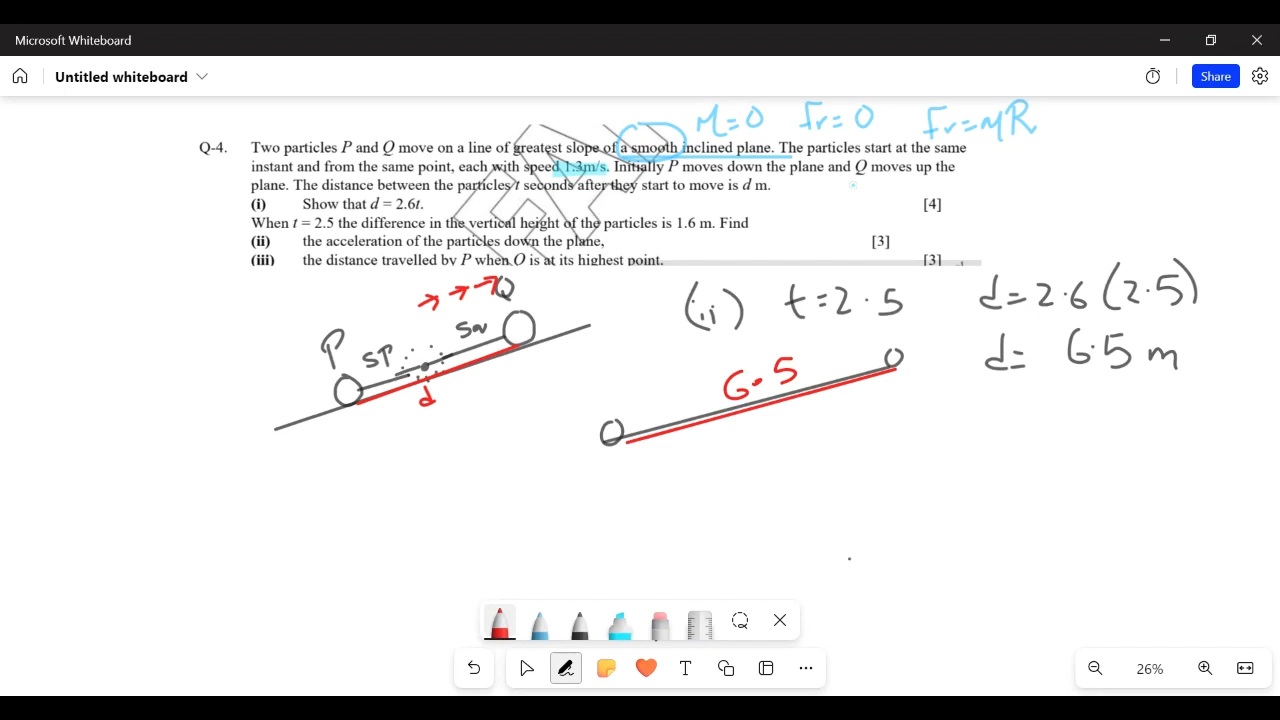 Microsoft Whiteboard
Untitled whiteboard
Share
M=0 Fr=0 Fr=MR
Q-4. Two particles P and Q move on a line of greatest slope of a smooth inclined plane. The particles start at the same
instant and from the same point, each with speed 1.3m/s. Initially P moves down the plane and Q moves up the
plane. The distance between the particles t seconds after they start to move is d m.
(i) Show that d = 2.6t. [4]
When t = 2.5 the difference in the vertical height of the particles is 1.6 m. Find
(ii) the acceleration of the particles down the plane, [3]
(iii) the distance travelled by P when Q is at its highest point. [3]
Q
P
SP
d
(ii) t=2.5 d=2.6(2.5)
d= 6.5 m
6.5
T
26%